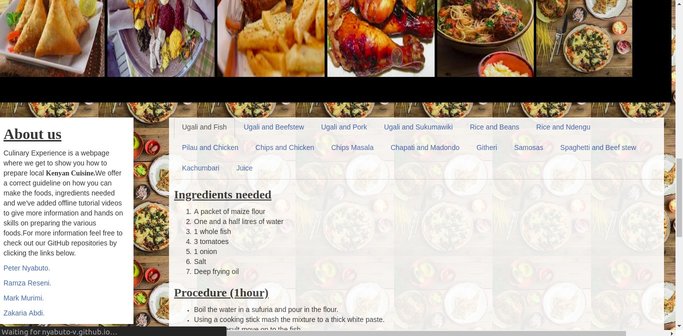 About us
Culinary Experience is a webpage
where we get to show you how to
prepare local Kenyan Cuisine.We offer
a correct guideline on how you can
make the foods, ingredients needed
and we've added offline tutorial videos
to give more information and hands on
skills on preparing the various
foods.For more information feel free to
check out our GitHub repositories by
clicking the links below.
Peter Nyabuto.
Ramza Reseni.
Mark Murimi.
Zakaria Abdi.
Waiting for nyabuto-v.github.io...
Ugali and Fish Ugali and Beefstew Ugali and Pork Ugali and Sukumawiki Rice and Beans Rice and Ndengu
Pilau and Chicken Chips and Chicken Chips Masala Chapati and Madondo Githeri Samosas Spaghetti and Beef stew
Kachumbari Juice
Ingredients needed
1. A packet of maize flour
2. One and a half litres of water
3. 1 whole fish
4. 3 tomatoes
5. 1 onion
6. Salt
7. Deep frying oil
Procedure (1hour)
Boil the water in a sufuria and pour in the flour.
Using a cooking stick mash the mixture to a thick white paste.
result move on to the fish